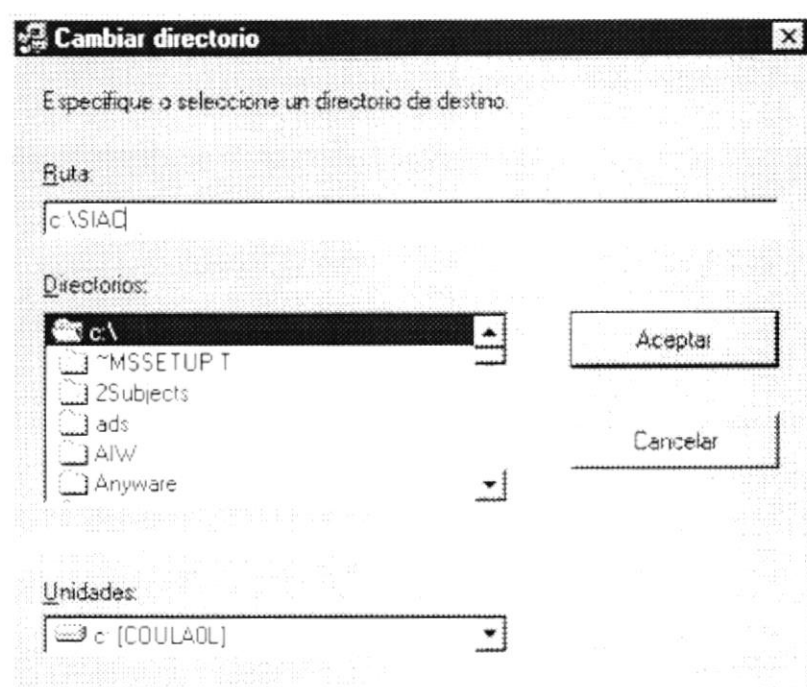 Cambiar directorio
Especifique o seleccione un directorio de destino.
Ruta:
c:\SIAC
Directorios:
c:\
~MSSETUP.T
2Subjects
ads
AIW
Anyware
Aceptar
Cancelar
Unidades:
c: [COULA0L]